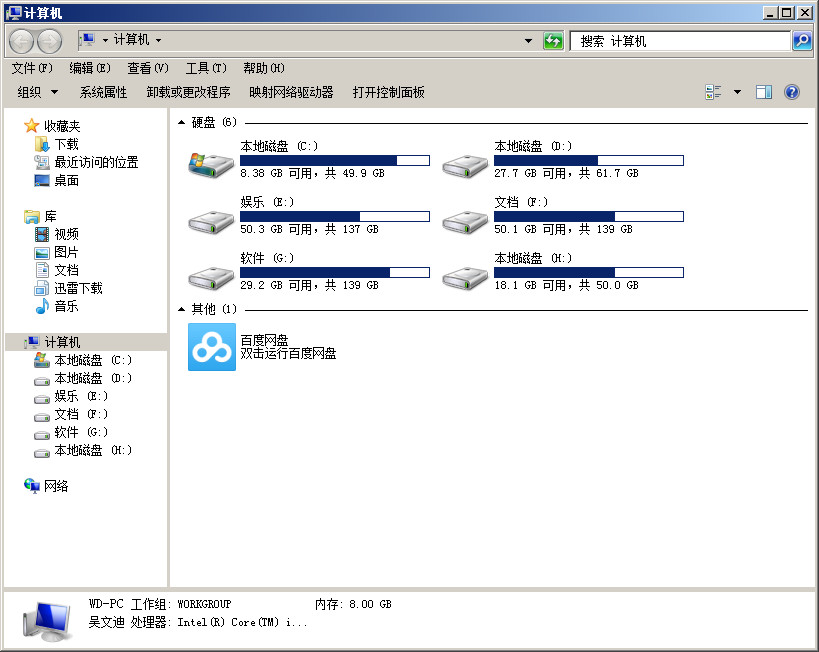 计算机
计算机
搜索 计算机
文件(F) 编辑(E) 查看(V) 工具(T) 帮助(H)
组织 系统属性 卸载或更改程序 映射网络驱动器 打开控制面板
收藏夹
下载
最近访问的位置
桌面
库
视频
图片
文档
迅雷下载
音乐
计算机
本地磁盘 (C:)
本地磁盘 (D:)
娱乐 (E:)
文档 (F:)
软件 (G:)
本地磁盘 (H:)
网络
硬盘 (6)
本地磁盘 (C:)
8.38 GB 可用，共 49.9 GB
本地磁盘 (D:)
27.7 GB 可用，共 61.7 GB
娱乐 (E:)
50.3 GB 可用，共 137 GB
文档 (F:)
50.1 GB 可用，共 139 GB
软件 (G:)
29.2 GB 可用，共 139 GB
本地磁盘 (H:)
18.1 GB 可用，共 50.0 GB
其他 (1)
百度网盘
双击运行百度网盘
WD-PC 工作组: WORKGROUP 内存: 8.00 GB
吴文迪 处理器: Intel(R) Core(TM) i...